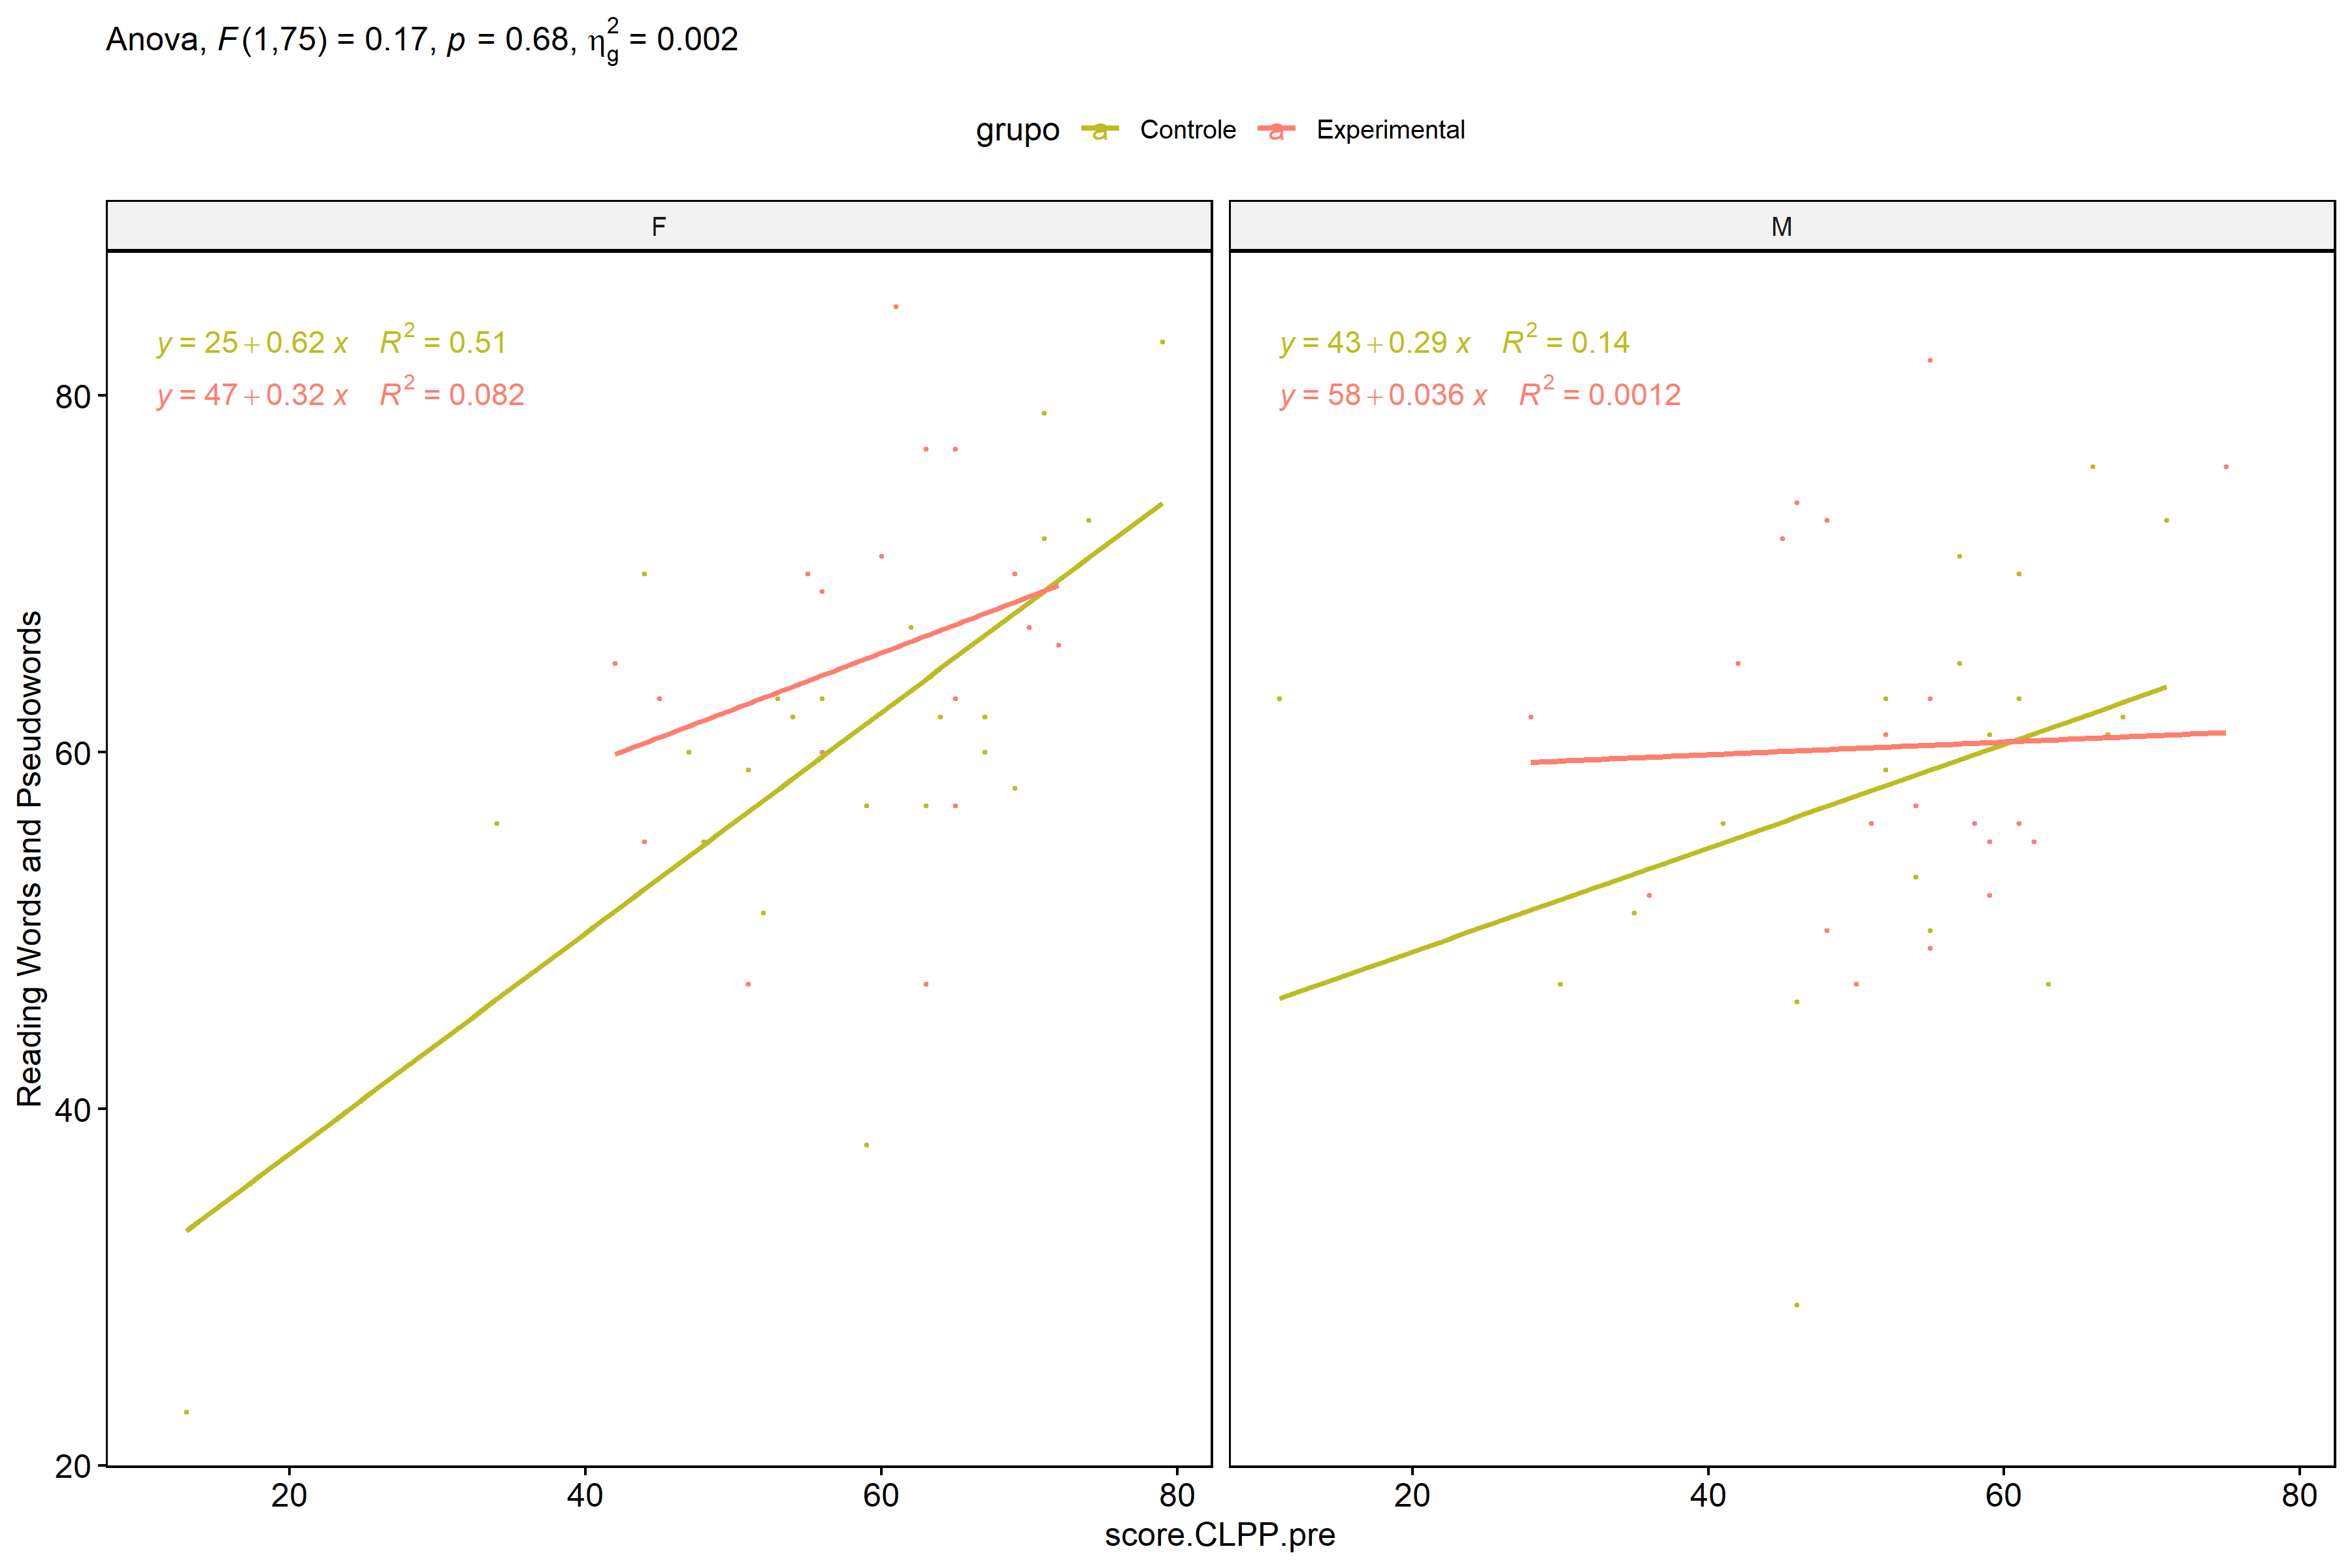 Anova, F(1,75) = 0.17, p = 0.68, η²g = 0.002
grupo a Controle a Experimental
F
M
y = 25 + 0.62 x R² = 0.51
y = 47 + 0.32 x R² = 0.082
y = 43 + 0.29 x R² = 0.14
y = 58 + 0.036 x R² = 0.0012
Reading Words and Pseudowords
80
60
40
20
20 40 60 80
20 40 60 80
score.CLPP.pre